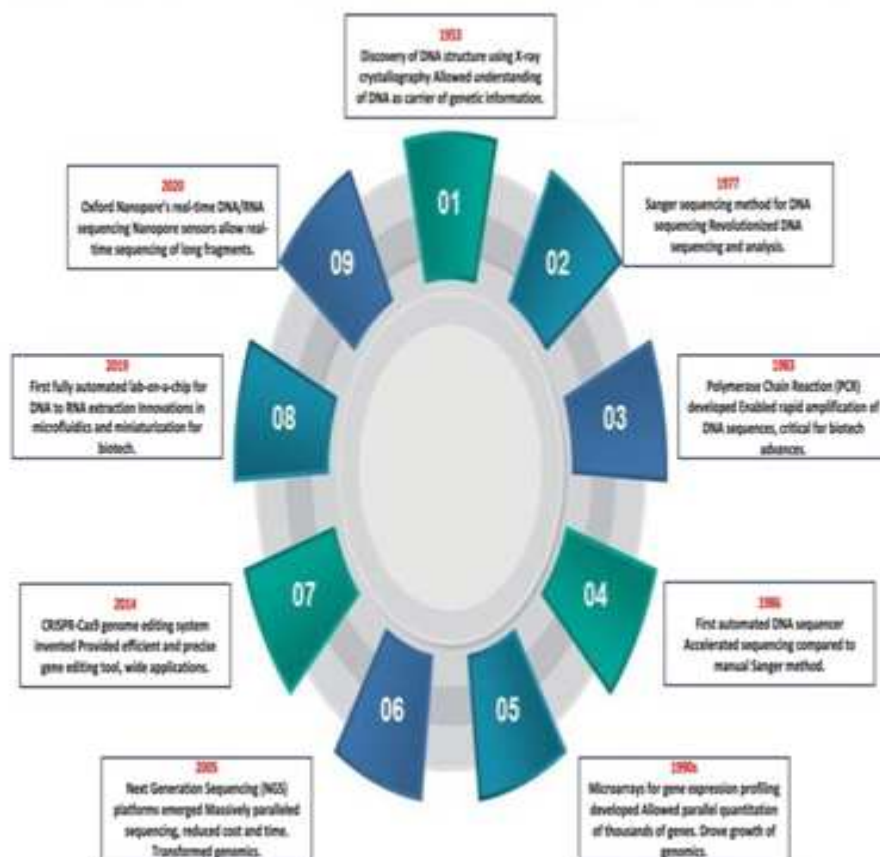 1953
Discovery of DNA structure using X-ray
crystallography Allowed understanding
of DNA as carrier of genetic information.
01
1977
Sanger sequencing method for DNA
sequencing Revolutionized DNA
sequencing and analysis.
02
1983
Polymerase Chain Reaction (PCR)
developed Enabled rapid amplification of
DNA sequences, critical for biotech
advances.
03
1986
First automated DNA sequencer
Accelerated sequencing compared to
manual Sanger method.
04
1990s
Microarrays for gene expression profiling
developed Allowed parallel quantitation
of thousands of genes. Drove growth of
genomics.
05
2005
Next Generation Sequencing (NGS)
platforms emerged Massively paralleled
sequencing, reduced cost and time.
Transformed genomics.
06
2014
CRISPR-Cas9 genome editing system
invented Provided efficient and precise
gene editing tool, wide applications.
07
2019
First fully automated lab-on-a-chip for
DNA to RNA extraction Innovations in
microfluidics and miniaturization for
biotech.
08
2020
Oxford Nanopore's real-time DNA/RNA
sequencing Nanopore sensors allow real-
time sequencing of long fragments.
09